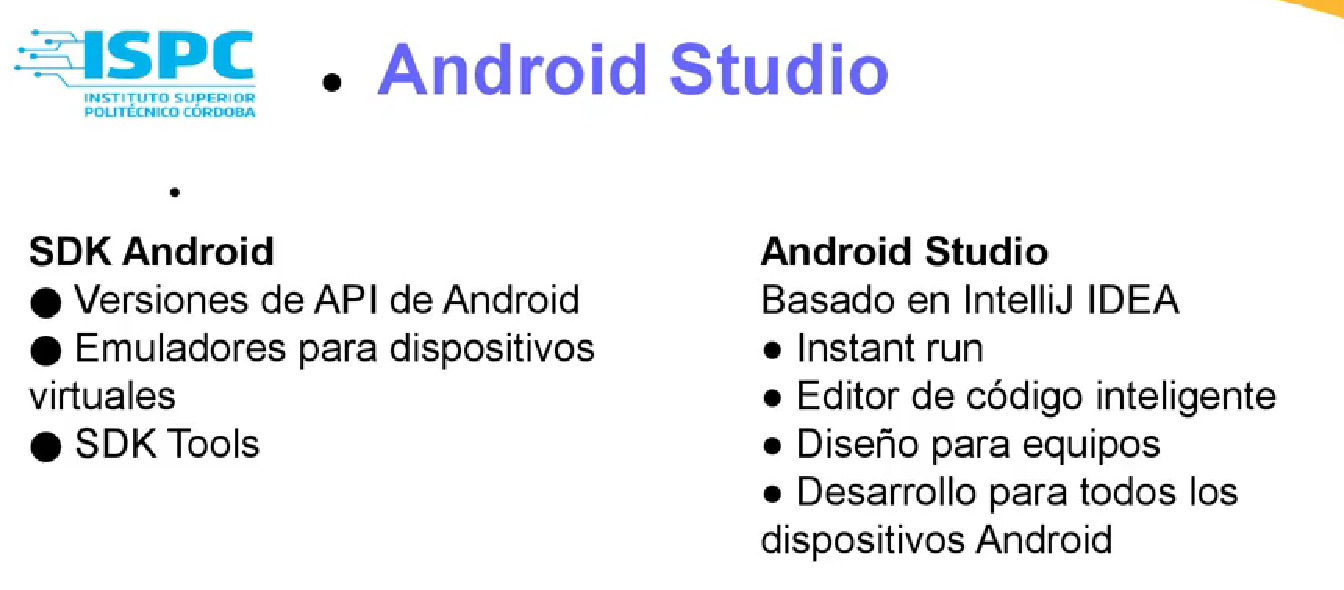 ISPC
INSTITUTO SUPERIOR
POLITÉCNICO CÓRDOBA
• Android Studio
•
SDK Android
● Versiones de API de Android
● Emuladores para dispositivos
virtuales
● SDK Tools
Android Studio
Basado en IntelliJ IDEA
● Instant run
● Editor de código inteligente
● Diseño para equipos
● Desarrollo para todos los
dispositivos Android